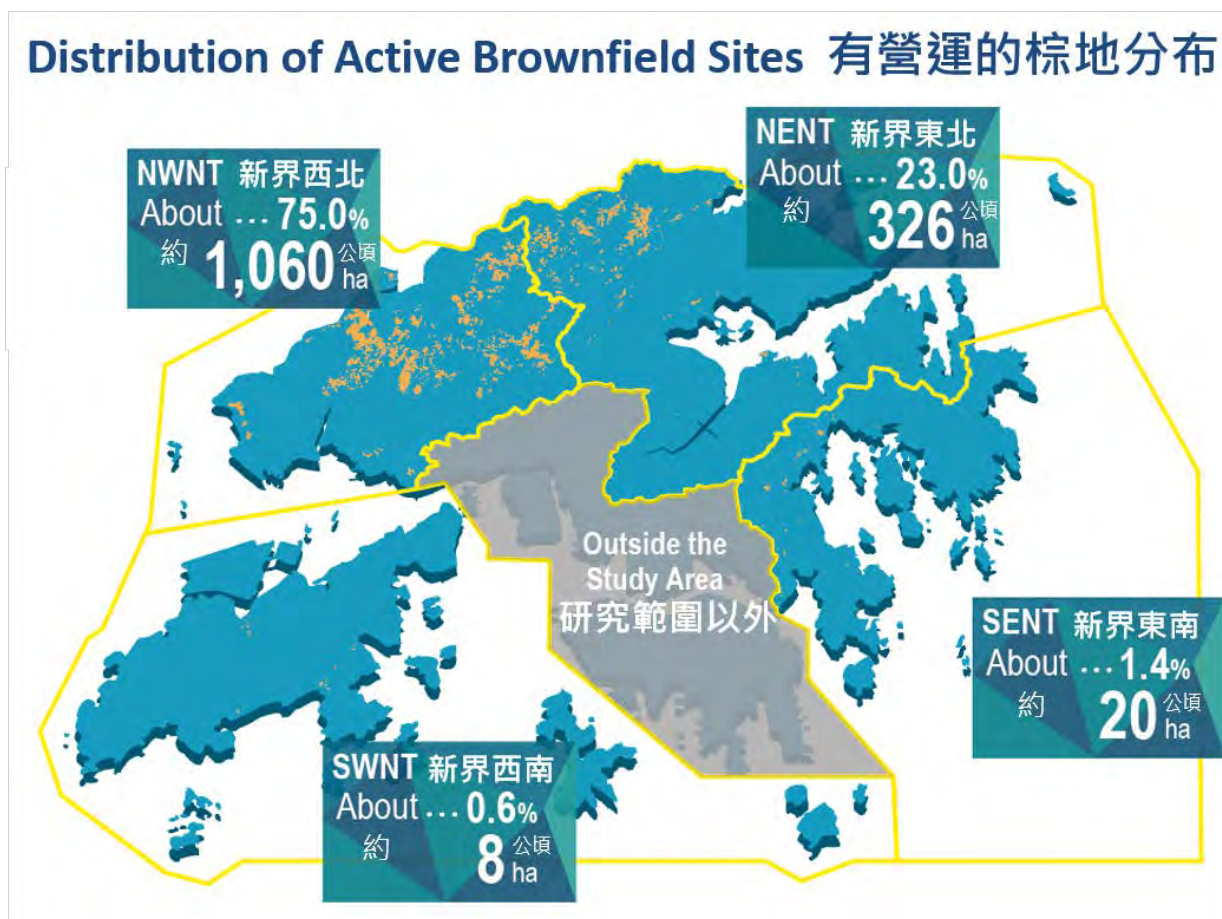 Distribution of Active Brownfield Sites 有營運的棕地分布
NWNT 新界西北
About ... 75.0%
約 1,060 公頃 ha
NENT 新界東北
About ... 23.0%
約 326 公頃 ha
Outside the
Study Area
研究範圍以外
SENT 新界東南
About ... 1.4%
約 20 公頃 ha
SWNT 新界西南
About ... 0.6%
約 8 公頃 ha